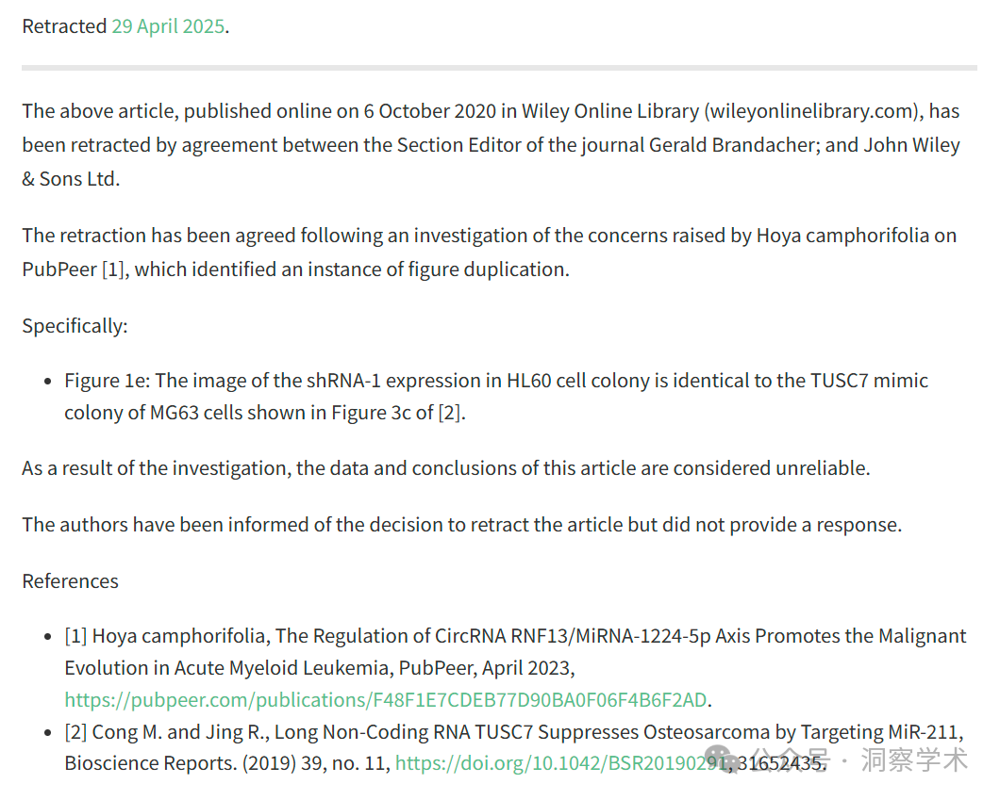 Retracted 29 April 2025.
The above article, published online on 6 October 2020 in Wiley Online Library (wileyonlinelibrary.com), has
been retracted by agreement between the Section Editor of the journal Gerald Brandacher; and John Wiley
& Sons Ltd.
The retraction has been agreed following an investigation of the concerns raised by Hoya camphorifolia on
PubPeer [1], which identified an instance of figure duplication.
Specifically:
• Figure 1e: The image of the shRNA-1 expression in HL60 cell colony is identical to the TUSC7 mimic
colony of MG63 cells shown in Figure 3c of [2].
As a result of the investigation, the data and conclusions of this article are considered unreliable.
The authors have been informed of the decision to retract the article but did not provide a response.
References
• [1] Hoya camphorifolia, The Regulation of CircRNA RNF13/MiRNA-1224-5p Axis Promotes the Malignant
Evolution in Acute Myeloid Leukemia, PubPeer, April 2023,
https://pubpeer.com/publications/F48F1E7CDEB77D90BA0F06F4B6F2AD.
• [2] Cong M. and Jing R., Long Non-Coding RNA TUSC7 Suppresses Osteosarcoma by Targeting MiR-211,
Bioscience Reports. (2019) 39, no. 11, https://doi.org/10.1042/BSR20190291, 31652435.
公众号 · 洞察学术